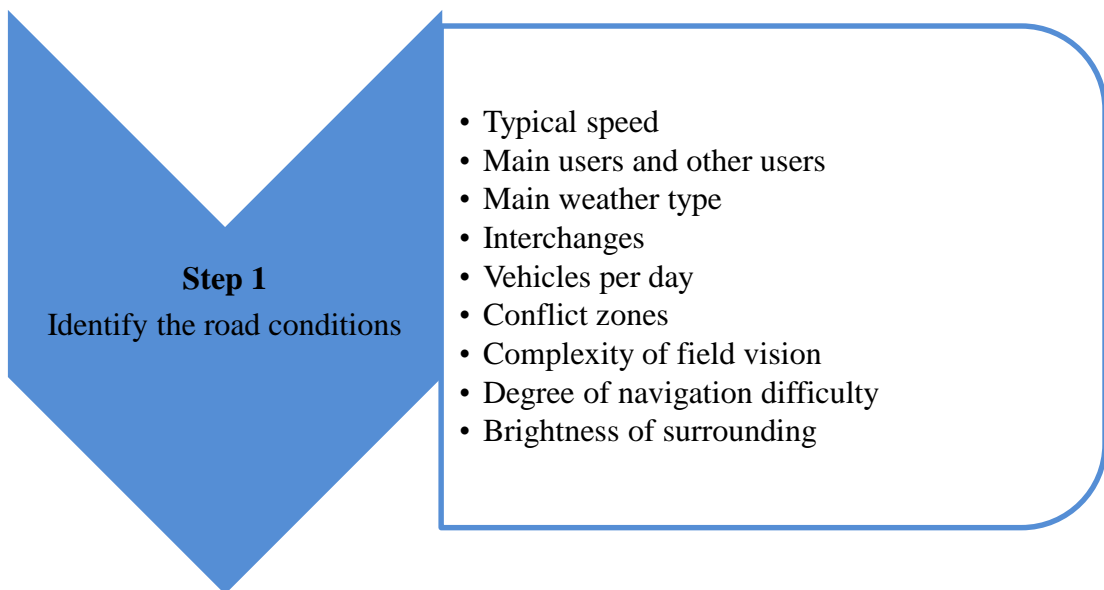 Step 1
Identify the road conditions
• Typical speed
• Main users and other users
• Main weather type
• Interchanges
• Vehicles per day
• Conflict zones
• Complexity of field vision
• Degree of navigation difficulty
• Brightness of surrounding